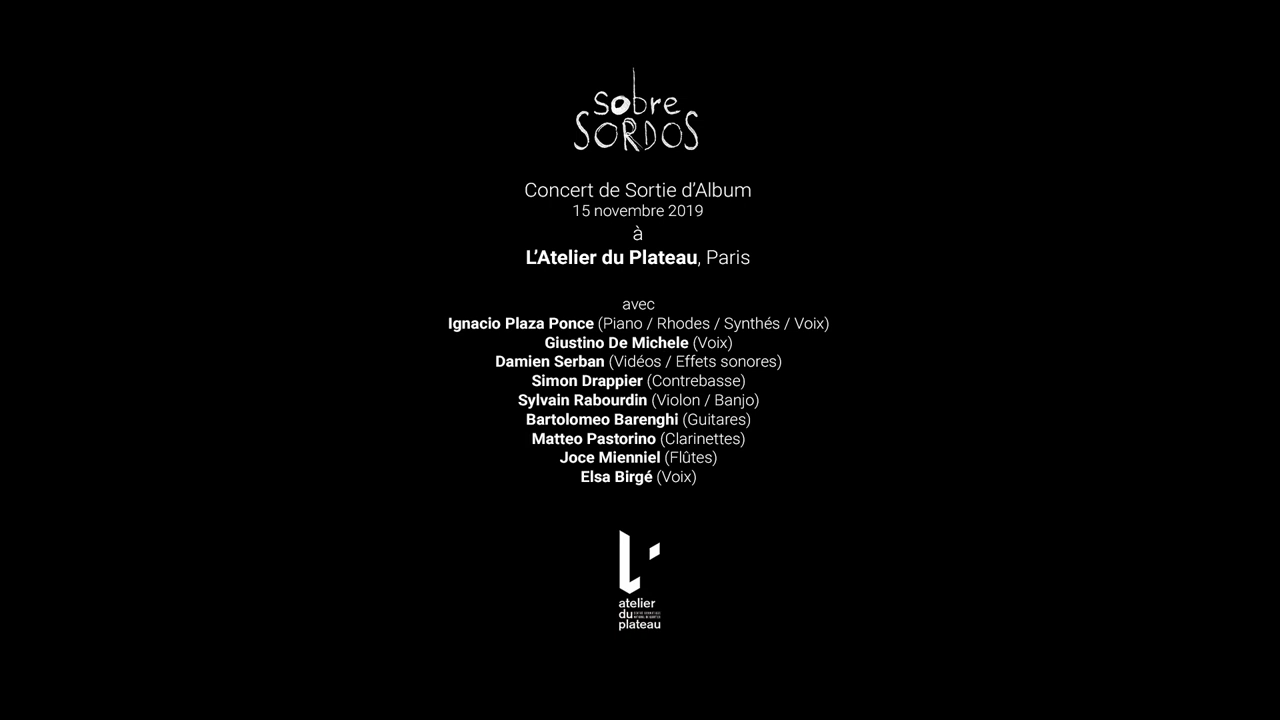 Sobre
SORDOS
Concert de Sortie d’Album
15 novembre 2019
à
L’Atelier du Plateau, Paris
avec
Ignacio Plaza Ponce (Piano / Rhodes / Synthés / Voix)
Giustino De Michele (Voix)
Damien Serban (Vidéos / Effets sonores)
Simon Drappier (Contrebasse)
Sylvain Rabourdin (Violon / Banjo)
Bartolomeo Barenghi (Guitares)
Matteo Pastorino (Clarinettes)
Joce Mienniel (Flûtes)
Elsa Birgé (Voix)
L'
atelier
du
plateau